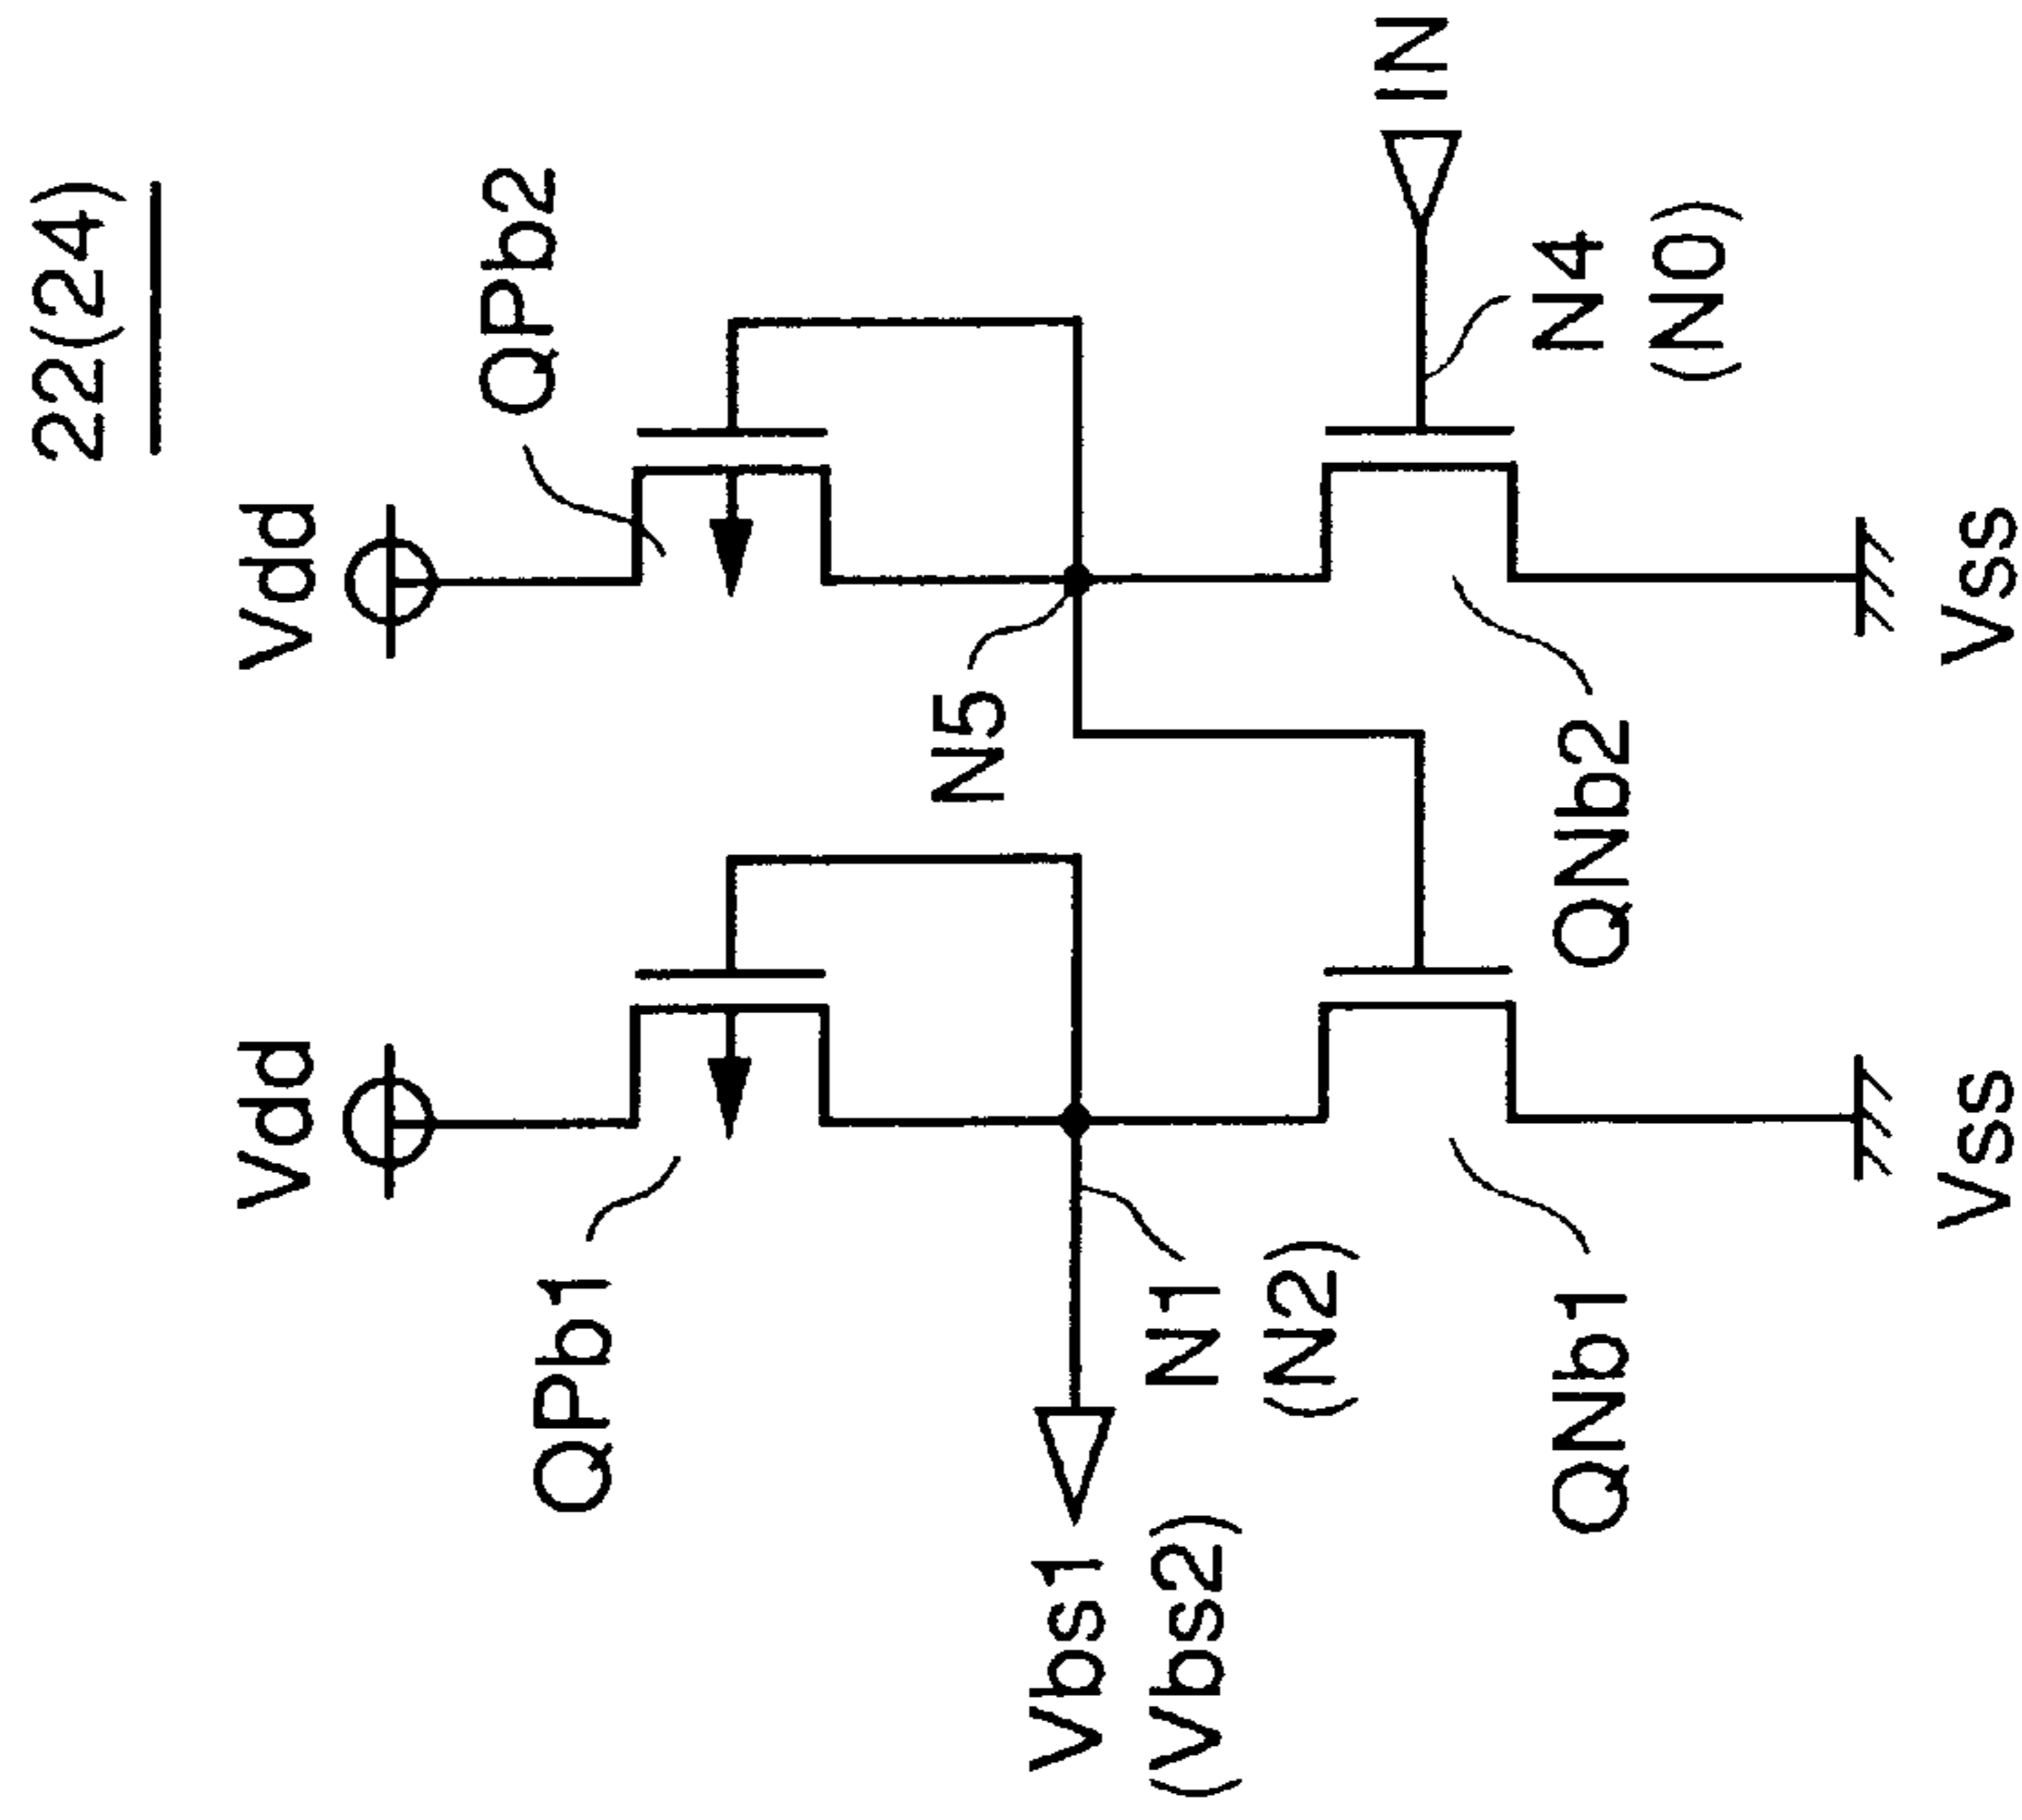 22(24)
Vdd
Vdd
QPb1
QPb2
N5
Vbs1
(Vbs2)
N1
(N2)
IN
N4
(N0)
QNb1
QNb2
Vss
Vss